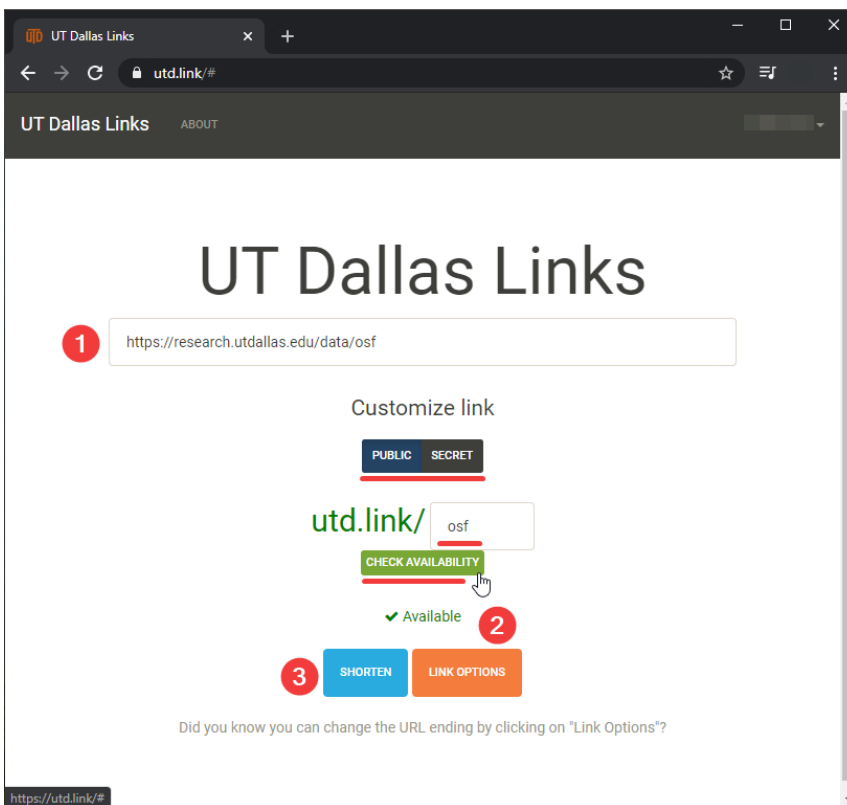 UT Dallas Links
utd.link/#
UT Dallas Links ABOUT
UT Dallas Links
1 https://research.utdallas.edu/data/osf
Customize link
PUBLIC SECRET
utd.link/ osf
CHECK AVAILABILITY
✔ Available
2
3 SHORTEN LINK OPTIONS
Did you know you can change the URL ending by clicking on "Link Options"?
https://utd.link/#